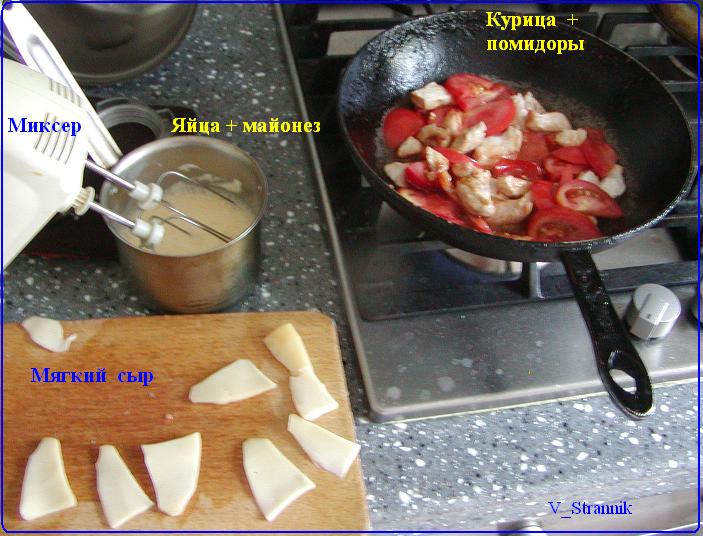 Курица +
помидоры
Миксер
Яйца + майонез
Мягкий сыр
V_Strannik